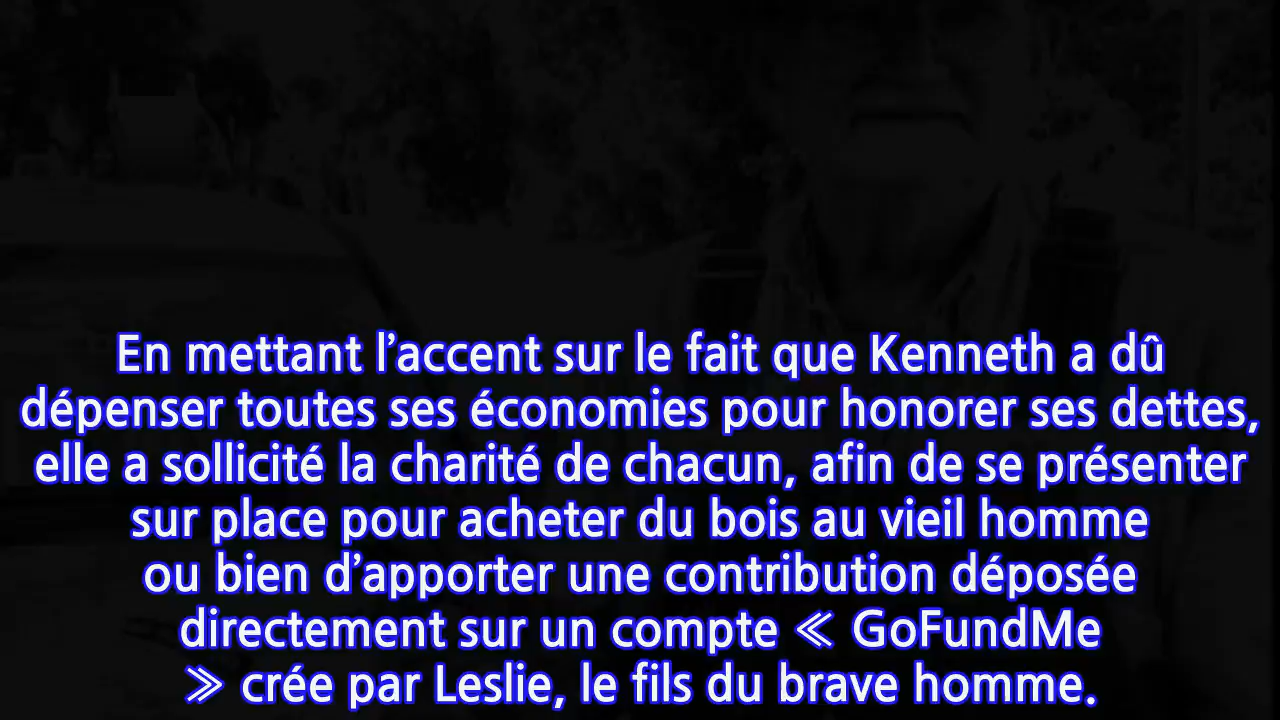 En mettant l’accent sur le fait que Kenneth a dû
dépenser toutes ses économies pour honorer ses dettes,
elle a sollicité la charité de chacun, afin de se présenter
sur place pour acheter du bois au vieil homme
ou bien d’apporter une contribution déposée
directement sur un compte ≪ GoFundMe
≫ crée par Leslie, le fils du brave homme.